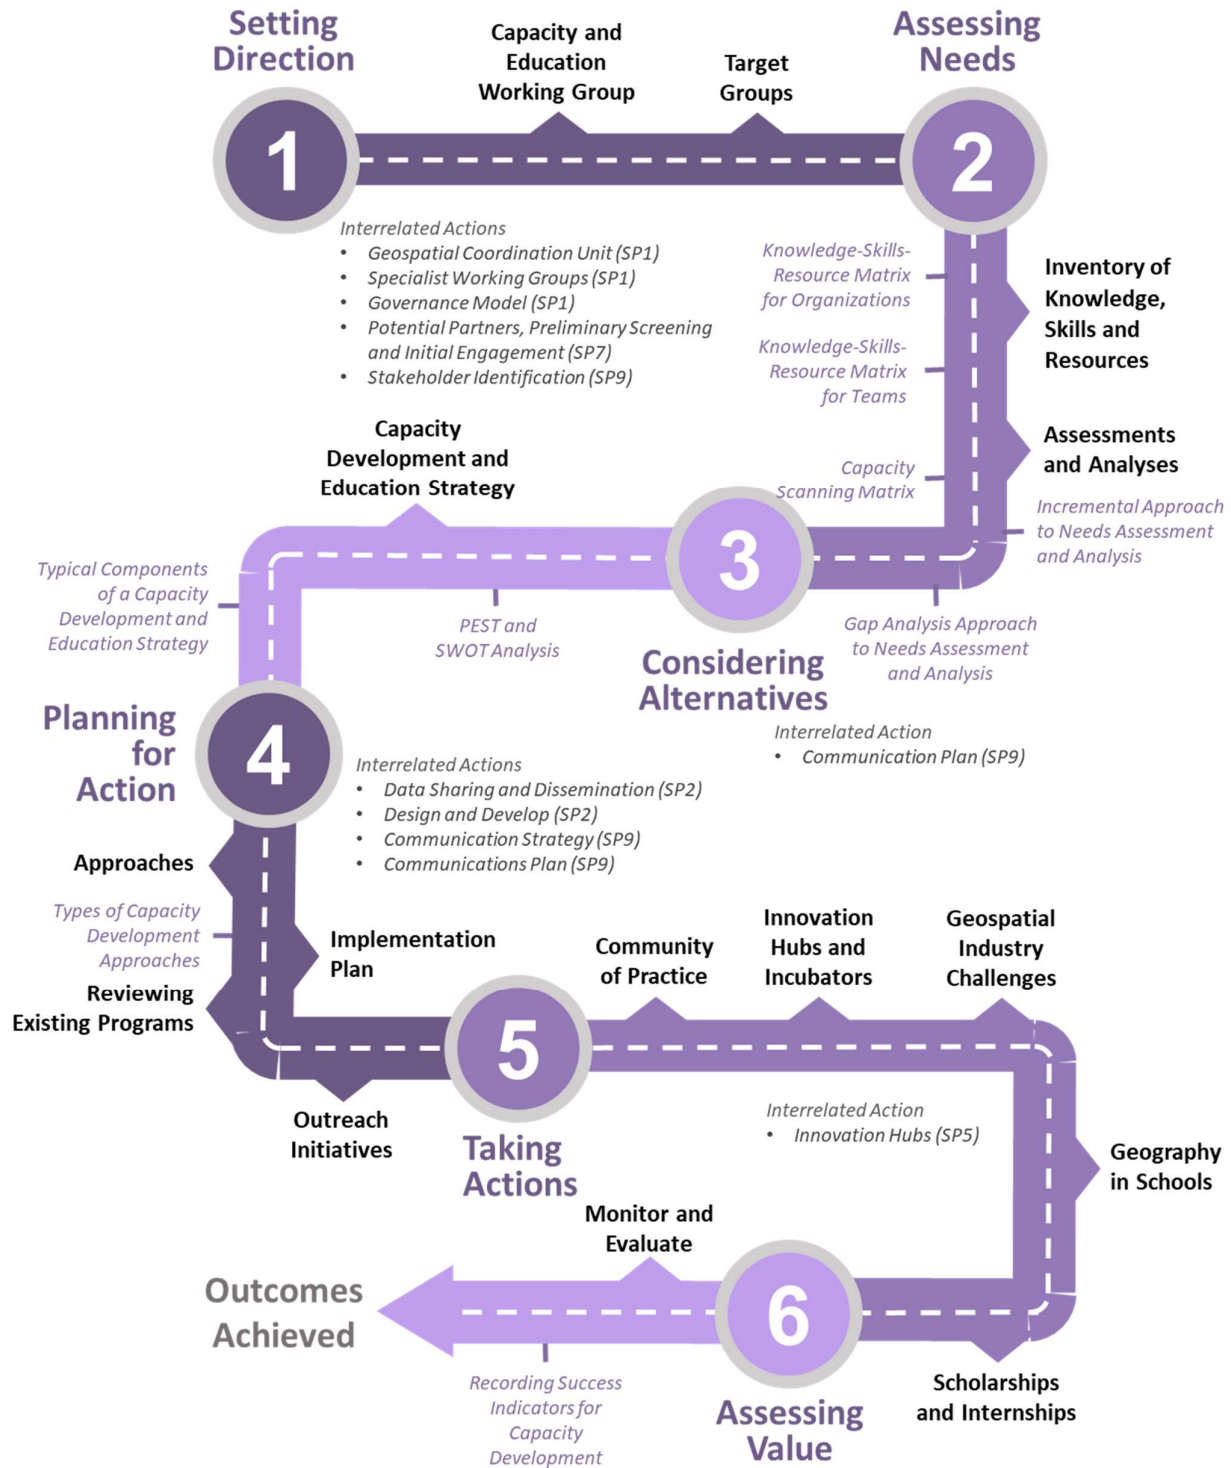 Setting
Direction
1
Capacity and
Education
Working Group
Target
Groups
Assessing
Needs
2
Interrelated Actions
• Geospatial Coordination Unit (SP1)
• Specialist Working Groups (SP1)
• Governance Model (SP1)
• Potential Partners, Preliminary Screening
and Initial Engagement (SP7)
• Stakeholder Identification (SP9)
Knowledge-Skills-
Resource Matrix
for Organizations
Inventory of
Knowledge,
Skills and
Resources
Knowledge-Skills-
Resource Matrix
for Teams
Assessments
and Analyses
Capacity
Scanning Matrix
Incremental Approach
to Needs Assessment
and Analysis
Gap Analysis Approach
to Needs Assessment
and Analysis
3
Considering
Alternatives
Interrelated Action
• Communication Plan (SP9)
Capacity
Development and
Education Strategy
PEST and
SWOT Analysis
Typical Components
of a Capacity
Development and
Education Strategy
Planning
for
Action
4
Interrelated Actions
• Data Sharing and Dissemination (SP2)
• Design and Develop (SP2)
• Communication Strategy (SP9)
• Communications Plan (SP9)
Approaches
Types of Capacity
Development
Approaches
Implementation
Plan
Reviewing
Existing Programs
Outreach
Initiatives
5
Taking
Actions
Community
of Practice
Innovation
Hubs and
Incubators
Geospatial
Industry
Challenges
Interrelated Action
• Innovation Hubs (SP5)
Geography
in Schools
Scholarships
and Internships
6
Assessing
Value
Monitor and
Evaluate
Recording Success
Indicators for
Capacity
Development
Outcomes
Achieved